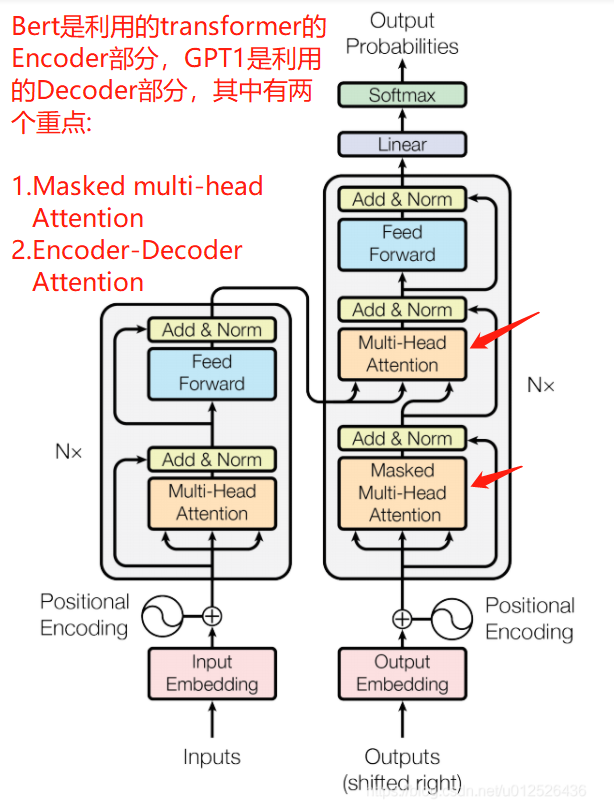 Bert是利用的transformer的
Encoder部分，GPT1是利用
的Decoder部分，其中有两
个重点:
1.Masked multi-head
Attention
2.Encoder-Decoder
Attention
Output
Probabilities
Softmax
Linear
Add & Norm
Feed
Forward
Add & Norm
Multi-Head
Attention
Add & Norm
Masked
Multi-Head
Attention
N×
Add & Norm
Feed
Forward
N×
Add & Norm
Multi-Head
Attention
Positional
Encoding
Positional
Encoding
Input
Embedding
Output
Embedding
Inputs
Outputs
(shifted right)
https://blog.csdn.net/u012526436